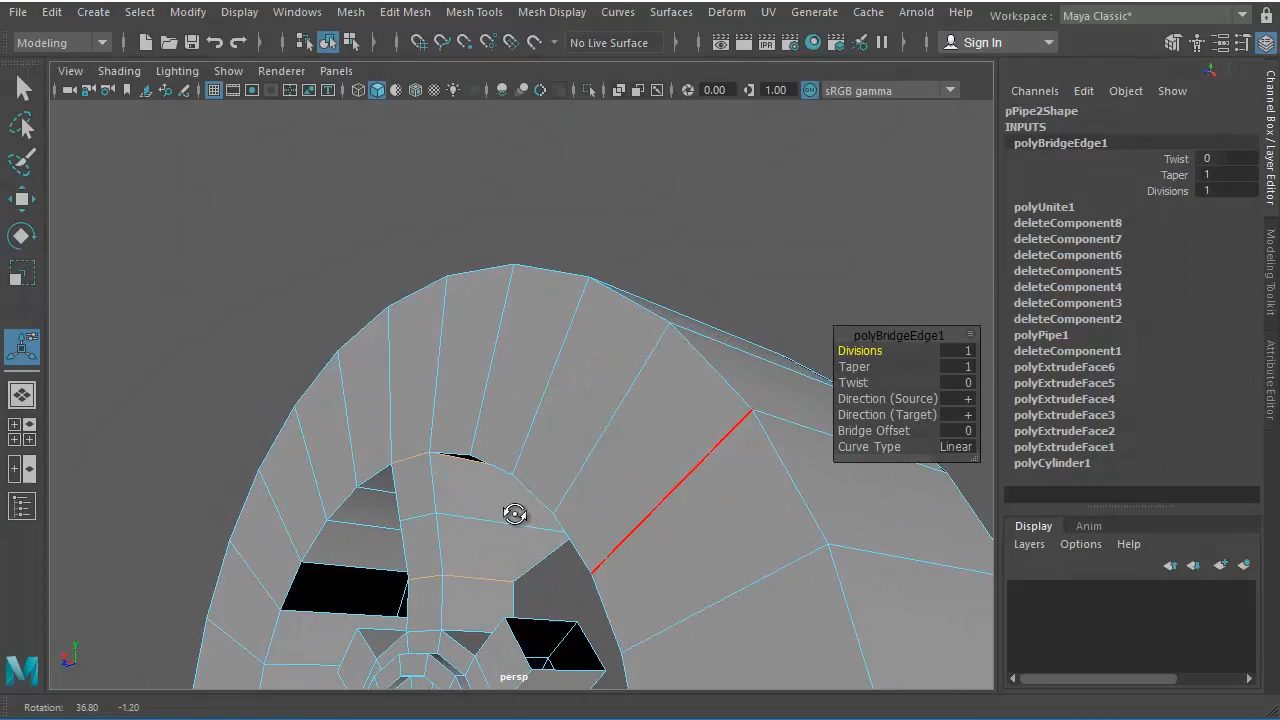 File Edit Create Select Modify Display Windows Mesh Edit Mesh Mesh Tools Mesh Display Curves Surfaces Deform UV Generate Cache Arnold Help Workspace : Maya Classic*
Modeling No Live Surface IPR Sign In
View Shading Lighting Show Renderer Panels
0.00 1.00 sRGB gamma
Channels Edit Object Show
pPipe2Shape
INPUTS
polyBridgeEdge1
Twist 0
Taper 1
Divisions 1
polyUnite1
deleteComponent8
deleteComponent7
deleteComponent6
deleteComponent5
deleteComponent4
deleteComponent3
deleteComponent2
polyPipe1
deleteComponent1
polyExtrudeFace6
polyExtrudeFace5
polyExtrudeFace4
polyExtrudeFace3
polyExtrudeFace2
polyExtrudeFace1
polyCylinder1
polyBridgeEdge1
Divisions 1
Taper 1
Twist 0
Direction (Source) +
Direction (Target) +
Bridge Offset 0
Curve Type Linear
Display Anim
Layers Options Help
Channel Box / Layer Editor
Modeling Toolkit
Attribute Editor
y
z
persp
Rotation: 36.80 -1.20